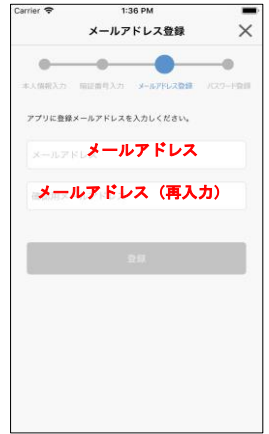 Carrier 1:36 PM
メールアドレス登録
本人情報入力 暗証番号入力 メールアドレス登録 パスワード登録
アプリに登録メールアドレスを入力しください。
メールアドレス
メールアドレス（再入力）
登録